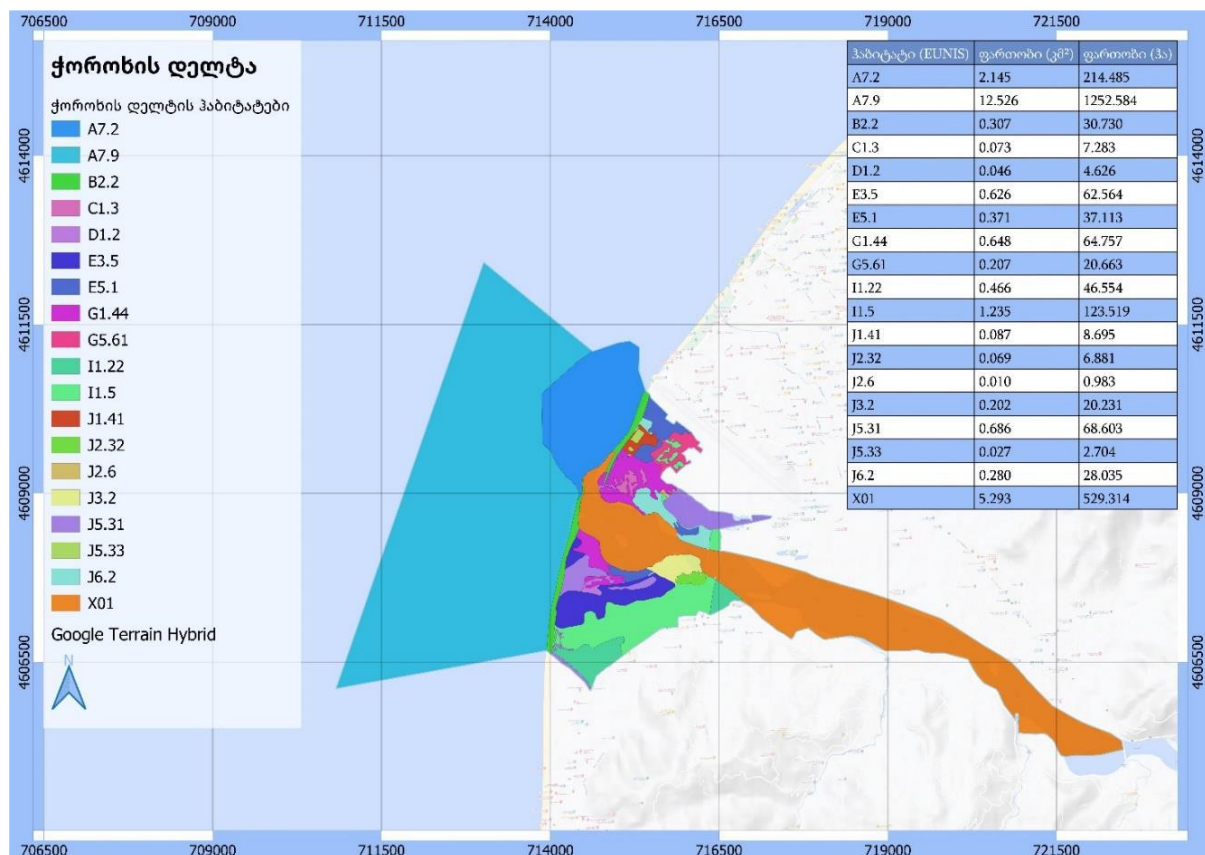 706500 709000 711500 714000 716500 719000 721500
ჭოროხის დელტა
ჭოროხის დელტის ჰაბიტატები
A7.2
A7.9
B2.2
C1.3
D1.2
E3.5
E5.1
G1.44
G5.61
I1.22
I1.5
J1.41
J2.32
J2.6
J3.2
J5.31
J5.33
J6.2
X01
Google Terrain Hybrid
N
ჰაბიტატი (EUNIS) ფართობი (კმ²) ფართობი (ჰა)
A7.2 2.145 214.485
A7.9 12.526 1252.584
B2.2 0.307 30.730
C1.3 0.073 7.283
D1.2 0.046 4.626
E3.5 0.626 62.564
E5.1 0.371 37.113
G1.44 0.648 64.757
G5.61 0.207 20.663
I1.22 0.466 46.554
I1.5 1.235 123.519
J1.41 0.087 8.695
J2.32 0.069 6.881
J2.6 0.010 0.983
J3.2 0.202 20.231
J5.31 0.686 68.603
J5.33 0.027 2.704
J6.2 0.280 28.035
X01 5.293 529.314
4614000
4611500
4609000
4606500
4614000
4611500
4609000
4606500
706500 709000 711500 714000 716500 719000 721500